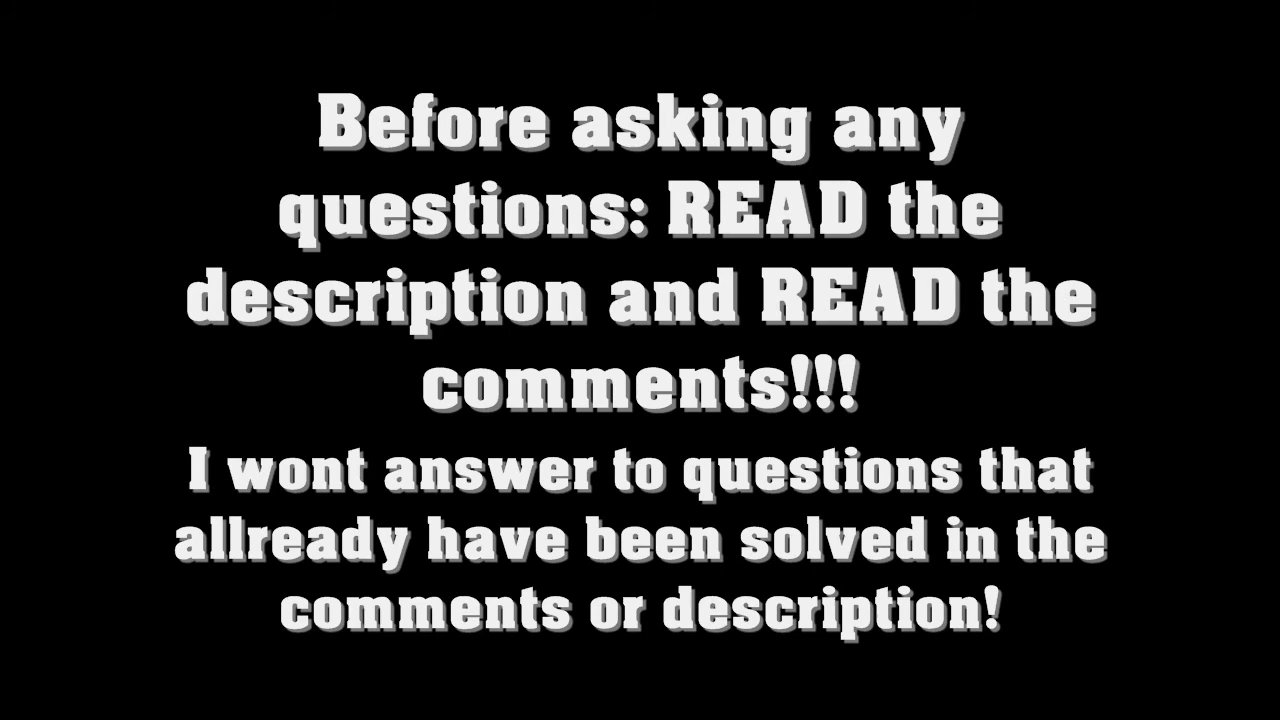 Before asking any
questions: READ the
description and READ the
comments!!!
I wont answer to questions that
allready have been solved in the
comments or description!